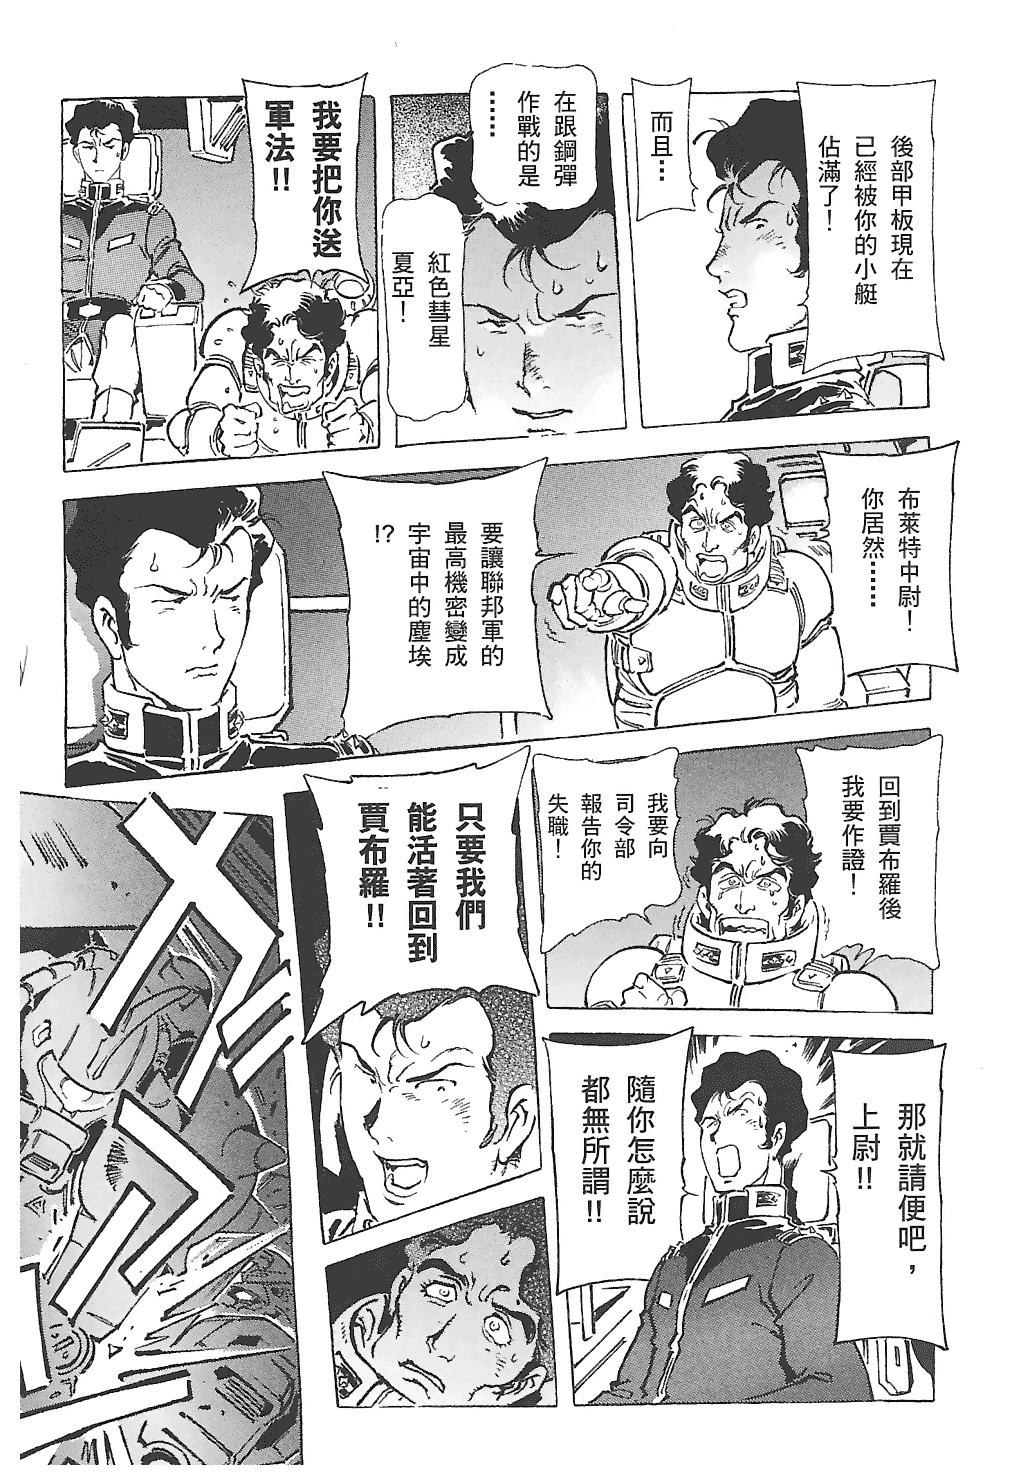 後部甲板現在
已經被你的小艇
佔滿了！
而且…
在跟鋼彈
作戰的是
……
紅色彗星
夏亞！
我要把你送
軍法!!
布萊特中尉！
你居然……
要讓聯邦軍的
最高機密變成
宇宙中的塵埃
!?
回到賈布羅後
我要作證！
我要向
司令部
報告你的
失職！
那就請便吧，
上尉!!
隨你怎麼說
都無所謂!!
只要我們
能活著回到
賈布羅!!